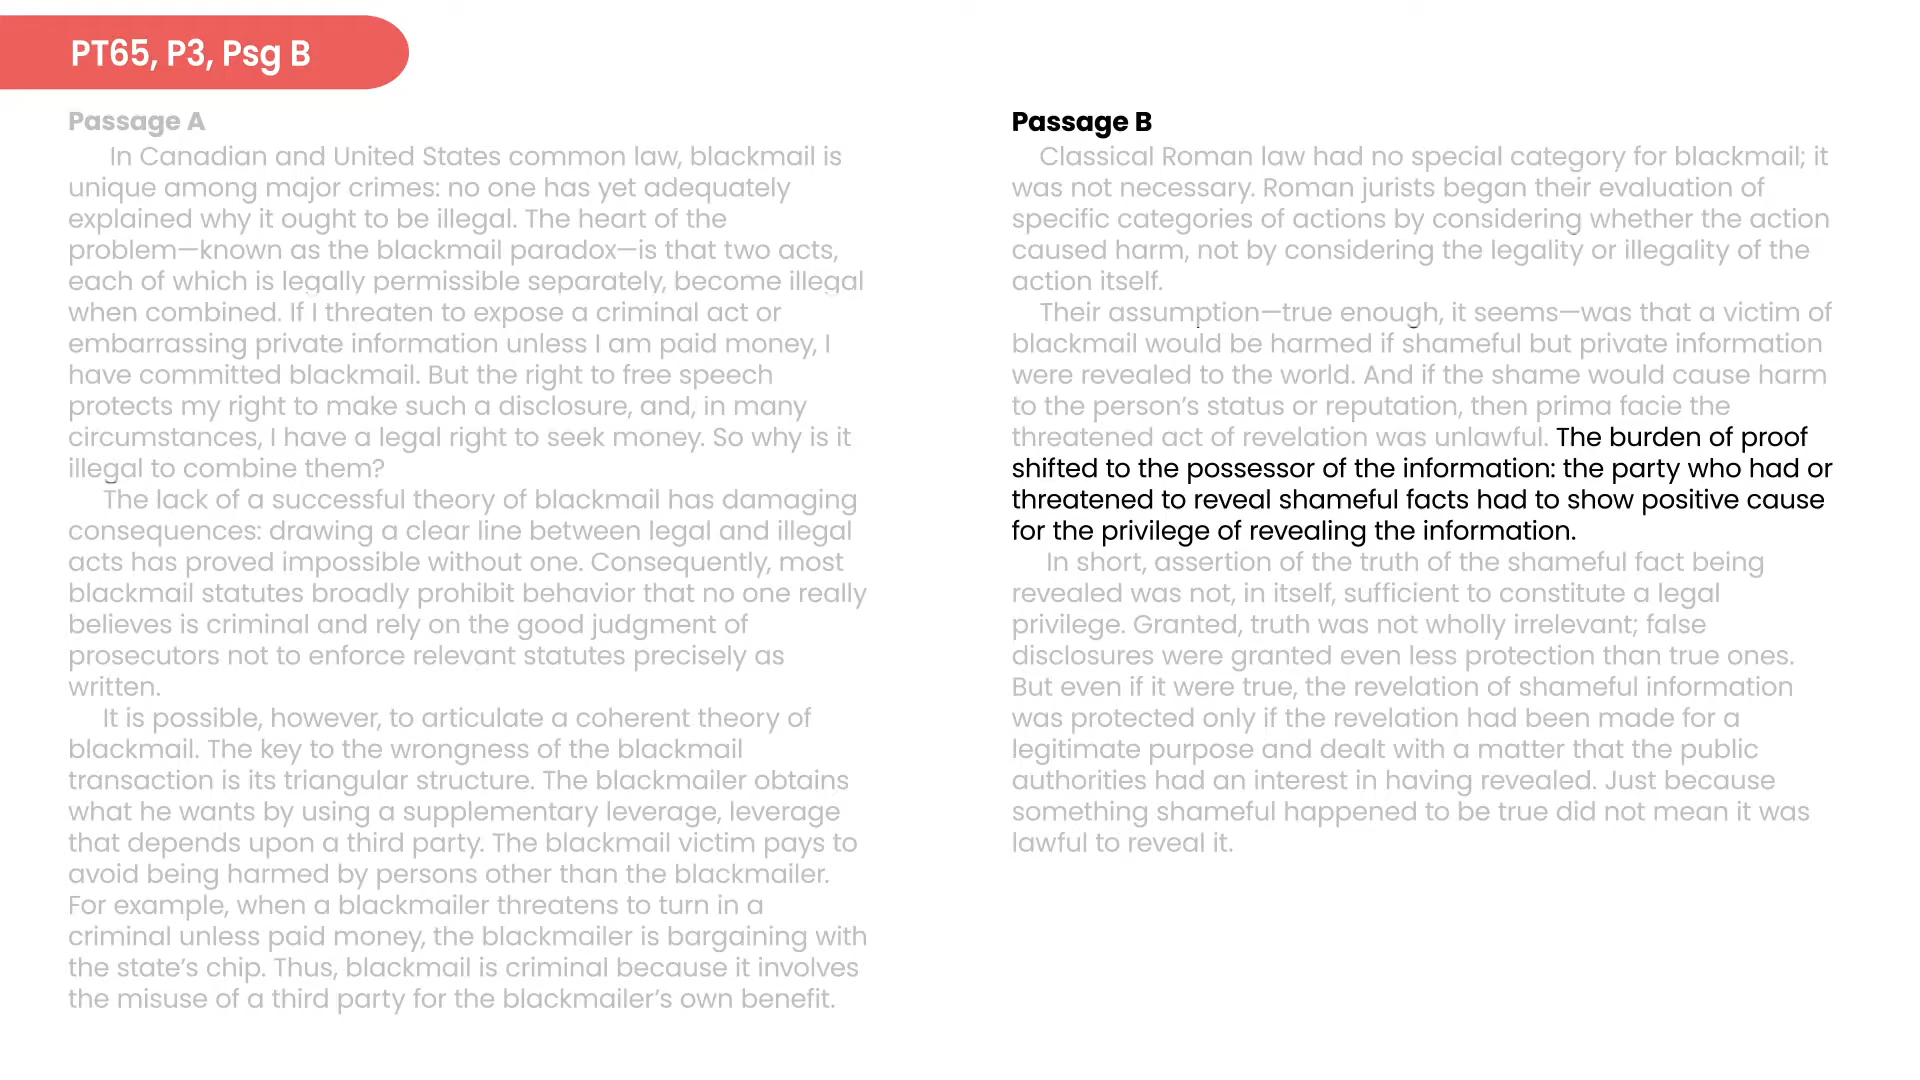 PT65, P3, Psg B
Passage A
In Canadian and United States common law, blackmail is
unique among major crimes: no one has yet adequately
explained why it ought to be illegal. The heart of the
problem—known as the blackmail paradox—is that two acts,
each of which is legally permissible separately, become illegal
when combined. If I threaten to expose a criminal act or
embarrassing private information unless I am paid money, I
have committed blackmail. But the right to free speech
protects my right to make such a disclosure, and, in many
circumstances, I have a legal right to seek money. So why is it
illegal to combine them?
The lack of a successful theory of blackmail has damaging
consequences: drawing a clear line between legal and illegal
acts has proved impossible without one. Consequently, most
blackmail statutes broadly prohibit behavior that no one really
believes is criminal and rely on the good judgment of
prosecutors not to enforce relevant statutes precisely as
written.
It is possible, however, to articulate a coherent theory of
blackmail. The key to the wrongness of the blackmail
transaction is its triangular structure. The blackmailer obtains
what he wants by using a supplementary leverage, leverage
that depends upon a third party. The blackmail victim pays to
avoid being harmed by persons other than the blackmailer.
For example, when a blackmailer threatens to turn in a
criminal unless paid money, the blackmailer is bargaining with
the state's chip. Thus, blackmail is criminal because it involves
the misuse of a third party for the blackmailer's own benefit.
Passage B
Classical Roman law had no special category for blackmail; it
was not necessary. Roman jurists began their evaluation of
specific categories of actions by considering whether the action
caused harm, not by considering the legality or illegality of the
action itself.
Their assumption—true enough, it seems—was that a victim of
blackmail would be harmed if shameful but private information
were revealed to the world. And if the shame would cause harm
to the person's status or reputation, then prima facie the
threatened act of revelation was unlawful. The burden of proof
shifted to the possessor of the information: the party who had or
threatened to reveal shameful facts had to show positive cause
for the privilege of revealing the information.
In short, assertion of the truth of the shameful fact being
revealed was not, in itself, sufficient to constitute a legal
privilege. Granted, truth was not wholly irrelevant; false
disclosures were granted even less protection than true ones.
But even if it were true, the revelation of shameful information
was protected only if the revelation had been made for a
legitimate purpose and dealt with a matter that the public
authorities had an interest in having revealed. Just because
something shameful happened to be true did not mean it was
lawful to reveal it.